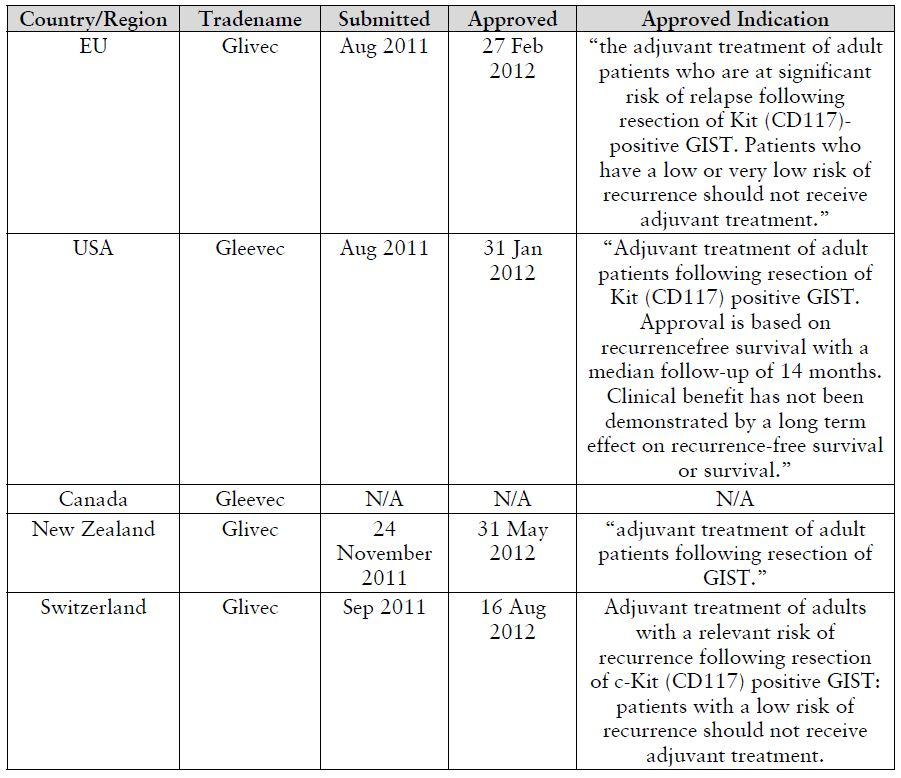 Country/Region Tradename Submitted Approved Approved Indication
EU Glivec Aug 2011 27 Feb “the adjuvant treatment of adult
2012 patients who are at significant
risk of relapse following
resection of Kit (CD117)-
positive GIST. Patients who
have a low or very low risk of
recurrence should not receive
adjuvant treatment.”
USA Gleevec Aug 2011 31 Jan “Adjuvant treatment of adult
2012 patients following resection of
Kit (CD117) positive GIST.
Approval is based on
recurrencefree survival with a
median follow-up of 14 months.
Clinical benefit has not been
demonstrated by a long term
effect on recurrence-free survival
or survival.”
Canada Gleevec N/A N/A N/A
New Zealand Glivec 24 31 May “adjuvant treatment of adult
November 2012 patients following resection of
2011 GIST.”
Switzerland Glivec Sep 2011 16 Aug Adjuvant treatment of adults
2012 with a relevant risk of
recurrence following resection
of c-Kit (CD117) positive GIST:
patients with a low risk of
recurrence should not receive
adjuvant treatment.